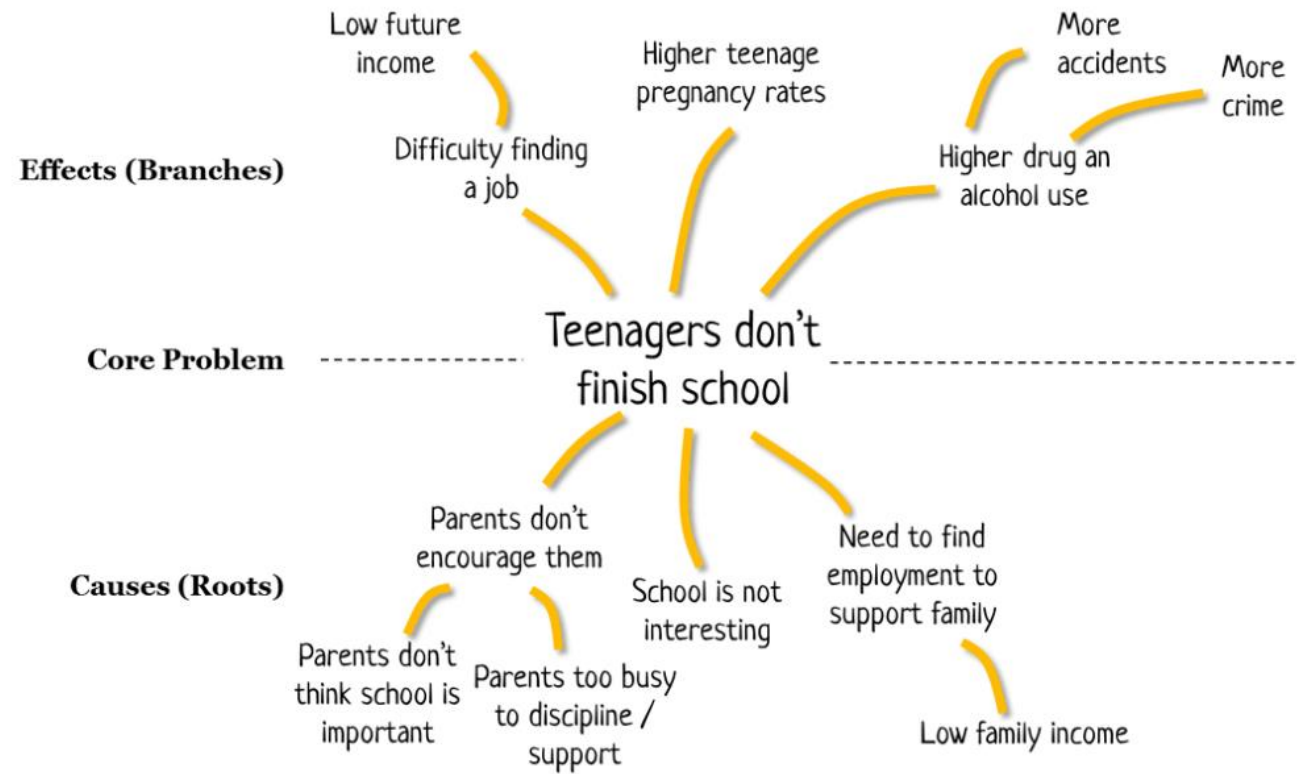 Low future
income
Higher teenage
pregnancy rates
More
accidents
More
crime
Effects (Branches)
Difficulty finding
a job
Higher drug an
alcohol use
Core Problem
Teenagers don't
finish school
Causes (Roots)
Parents don't
encourage them
School is not
interesting
Need to find
employment to
support family
Parents don't
think school is
important
Parents too busy
to discipline /
support
Low family income